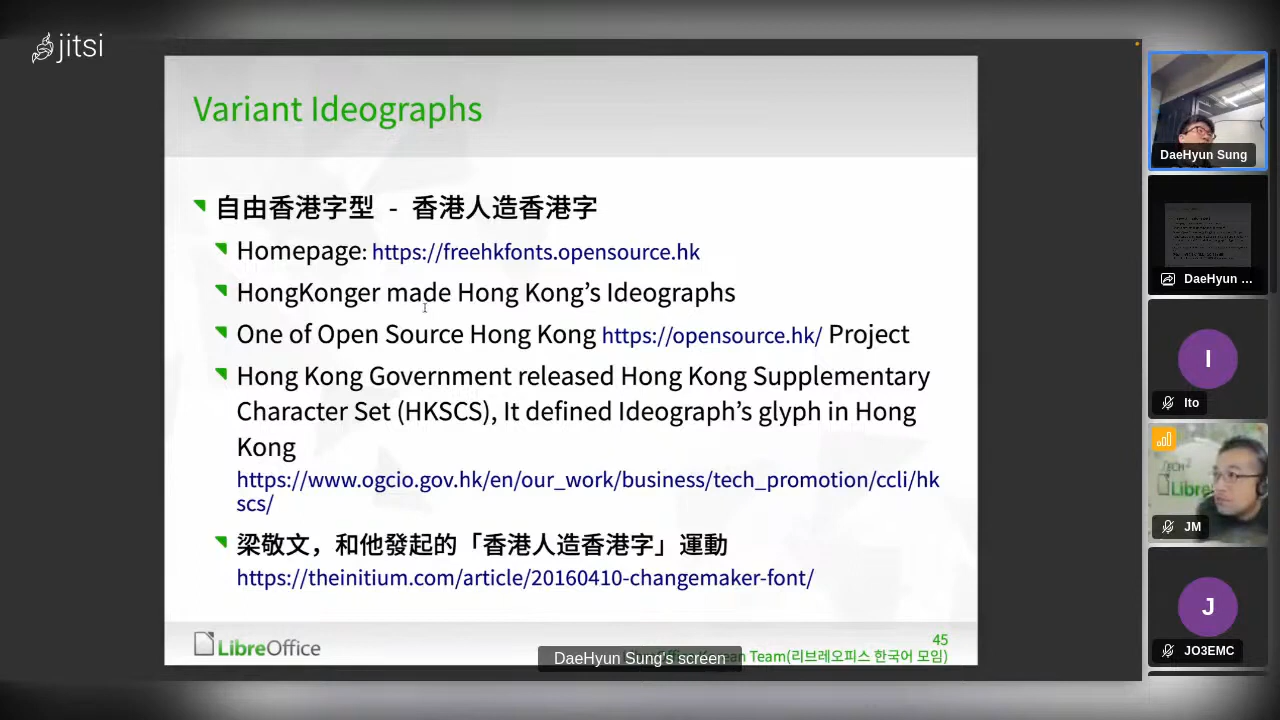 jitsi
Variant Ideographs
自由香港字型 - 香港人造香港字
Homepage: https://freehkfonts.opensource.hk
HongKonger made Hong Kong’s Ideographs
One of Open Source Hong Kong https://opensource.hk/ Project
Hong Kong Government released Hong Kong Supplementary
Character Set (HKSCS), It defined Ideograph’s glyph in Hong
Kong
https://www.ogcio.gov.hk/en/our_work/business/tech_promotion/ccli/hk
scs/
梁敬文，和他發起的「香港人造香港字」運動
https://theinitium.com/article/20160410-changemaker-font/
LibreOffice
45
Team(리브레오피스 한국어 모임)
DaeHyun Sung's screen
DaeHyun Sung
DaeHyun ...
I
Ito
JM
J
JO3EMC